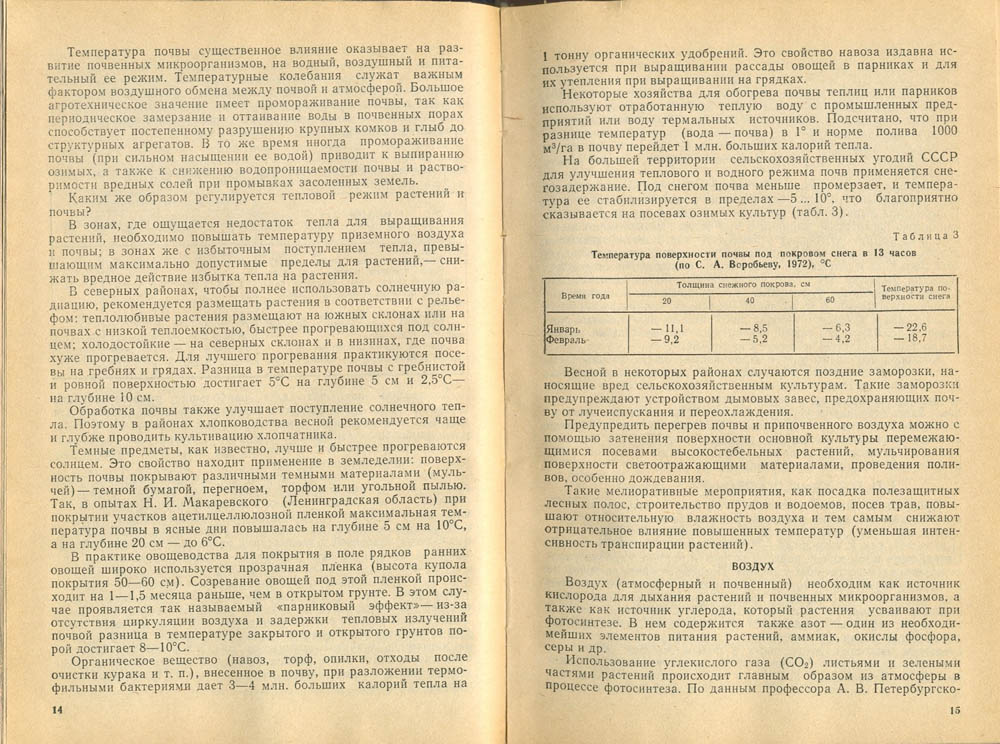 Температура почвы существенное влияние оказывает на раз-
витие почвенных микроорганизмов, на водный, воздушный и пита-
тельный ее режим. Температурные колебания служат важным
фактором воздушного обмена между почвой и атмосферой. Большое
агротехническое значение имеет промораживание почвы, так как
периодическое замерзание и оттаивание воды в почвенных порах
способствует постепенному разрушению крупных комков и глыб до
структурных агрегатов. В то же время иногда промораживание
почвы (при сильном насыщении ее водой) приводит к выпиранию
озимых, а также к снижению водопроницаемости почвы и раство-
римости вредных солей при промывках засоленных земель.
Каким же образом регулируется тепловой режим растений и
почвы?
В зонах, где ощущается недостаток тепла для выращивания
растений, необходимо повышать температуру приземного воздуха
и почвы; в зонах же с избыточным поступлением тепла, превы-
шающим максимально допустимые пределы для растений,— сни-
жать вредное действие избытка тепла на растения.
В северных районах, чтобы полнее использовать солнечную ра-
диацию, рекомендуется размещать растения в соответствии с релье-
фом: теплолюбивые растения размещают на южных склонах или на
почвах с низкой теплоемкостью, быстрее прогревающихся под солн-
цем; холодостойкие — на северных склонах и в низинах, где почва
хуже прогревается. Для лучшего прогревания практикуются посе-
вы на гребнях и грядах. Разница в температуре почвы с гребнистой
и ровной поверхностью достигает 5°С на глубине 5 см и 2,5°С—
на глубине 10 см.
Обработка почвы также улучшает поступление солнечного теп-
ла. Поэтому в районах хлопководства весной рекомендуется чаще
и глубже проводить культивацию хлопчатника.
Темные предметы, как известно, лучше и быстрее прогреваются
солнцем. Это свойство находит применение в земледелии: поверх-
ность почвы покрывают различными темными материалами (муль-
чей) — темной бумагой, перегноем, торфом или угольной пылью.
Так, в опытах Н. И. Макаревского (Ленинградская область) при
покрытии участков ацетилцеллюлозной пленкой максимальная тем-
пература почвы в ясные дни повышалась на глубине 5 см на 10°С,
а на глубине 20 см — до 6°С.
В практике овощеводства для покрытия в поле рядков ранних
овощей широко используется прозрачная пленка (высота купола
покрытия 50—60 см). Созревание овощей под этой пленкой проис-
ходит на 1—1,5 месяца раньше, чем в открытом грунте. В этом слу-
чае проявляется так называемый «парниковый эффект»— из-за
отсутствия циркуляции воздуха и задержки тепловых излучений
почвой разница в температуре закрытого и открытого грунтов по-
рой достигает 8—10°С.
Органическое вещество (навоз, торф, опилки, отходы после
очистки курака и т. п.), внесенное в почву, при разложении термо-
фильными бактериями дает 3—4 млн. больших калорий тепла на
14
1 тонну органических удобрений. Это свойство навоза издавна ис-
пользуется при выращивании рассады овощей в парниках и для
их утепления при выращивании на грядках.
Некоторые хозяйства для обогрева почвы теплиц или парников
используют отработанную теплую воду с промышленных пред-
приятий или воду термальных источников. Подсчитано, что при
разнице температур (вода — почва) в 1° и норме полива 1000
м³/га в почву перейдет 1 млн. больших калорий тепла.
На большей территории сельскохозяйственных угодий СССР
для улучшения теплового и водного режима почв применяется сне-
гозадержание. Под снегом почва меньше промерзает, и темпера-
тура ее стабилизируется в пределах —5 ... 10°, что благоприятно
сказывается на посевах озимых культур (табл. 3).
Таблица 3
Температура поверхности почвы под покровом снега в 13 часов
(по С. А. Воробьеву, 1972), °С
Время года
Толщина снежного покрова, см
Температура по-
верхности снега
20 40 60
Январь — 11,1 — 8,5 — 6,3 — 22,6
Февраль — 9,2 — 5,2 — 4,2 — 18,7
Весной в некоторых районах случаются поздние заморозки, на-
носящие вред сельскохозяйственным культурам. Такие заморозки
предупреждают устройством дымовых завес, предохраняющих поч-
ву от лучеиспускания и переохлаждения.
Предупредить перегрев почвы и припочвенного воздуха можно с
помощью затенения поверхности основной культуры перемежаю-
щимися посевами высокостебельных растений, мульчирования
поверхности светоотражающими материалами, проведения поли-
вов, особенно дождевания.
Такие мелиоративные мероприятия, как посадка полезащитных
лесных полос, строительство прудов и водоемов, посев трав, повы-
шают относительную влажность воздуха и тем самым снижают
отрицательное влияние повышенных температур (уменьшая интен-
сивность транспирации растений).
ВОЗДУХ
Воздух (атмосферный и почвенный) необходим как источник
кислорода для дыхания растений и почвенных микроорганизмов, а
также как источник углерода, который растения усваивают при
фотосинтезе. В нем содержится также азот — один из необходи-
мейших элементов питания растений, аммиак, окислы фосфора,
серы и др.
Использование углекислого газа (СО₂) листьями и зелеными
частями растений происходит главным образом из атмосферы в
процессе фотосинтеза. По данным профессора А. В. Петербургско-
15